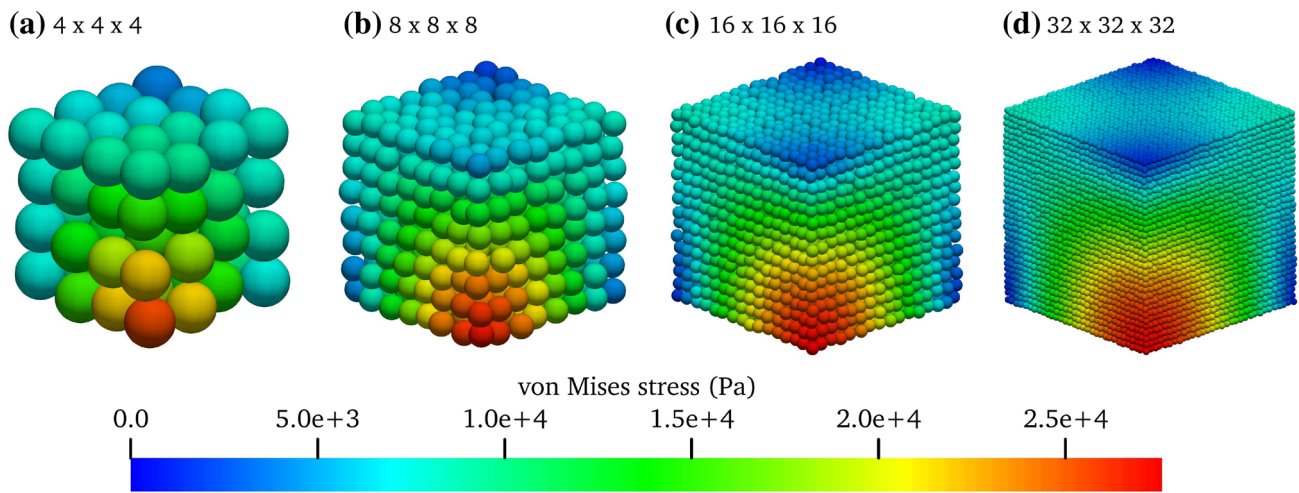 (a) 4 x 4 x 4
(b) 8 x 8 x 8
(c) 16 x 16 x 16
(d) 32 x 32 x 32
von Mises stress (Pa)
0.0 5.0e+3 1.0e+4 1.5e+4 2.0e+4 2.5e+4